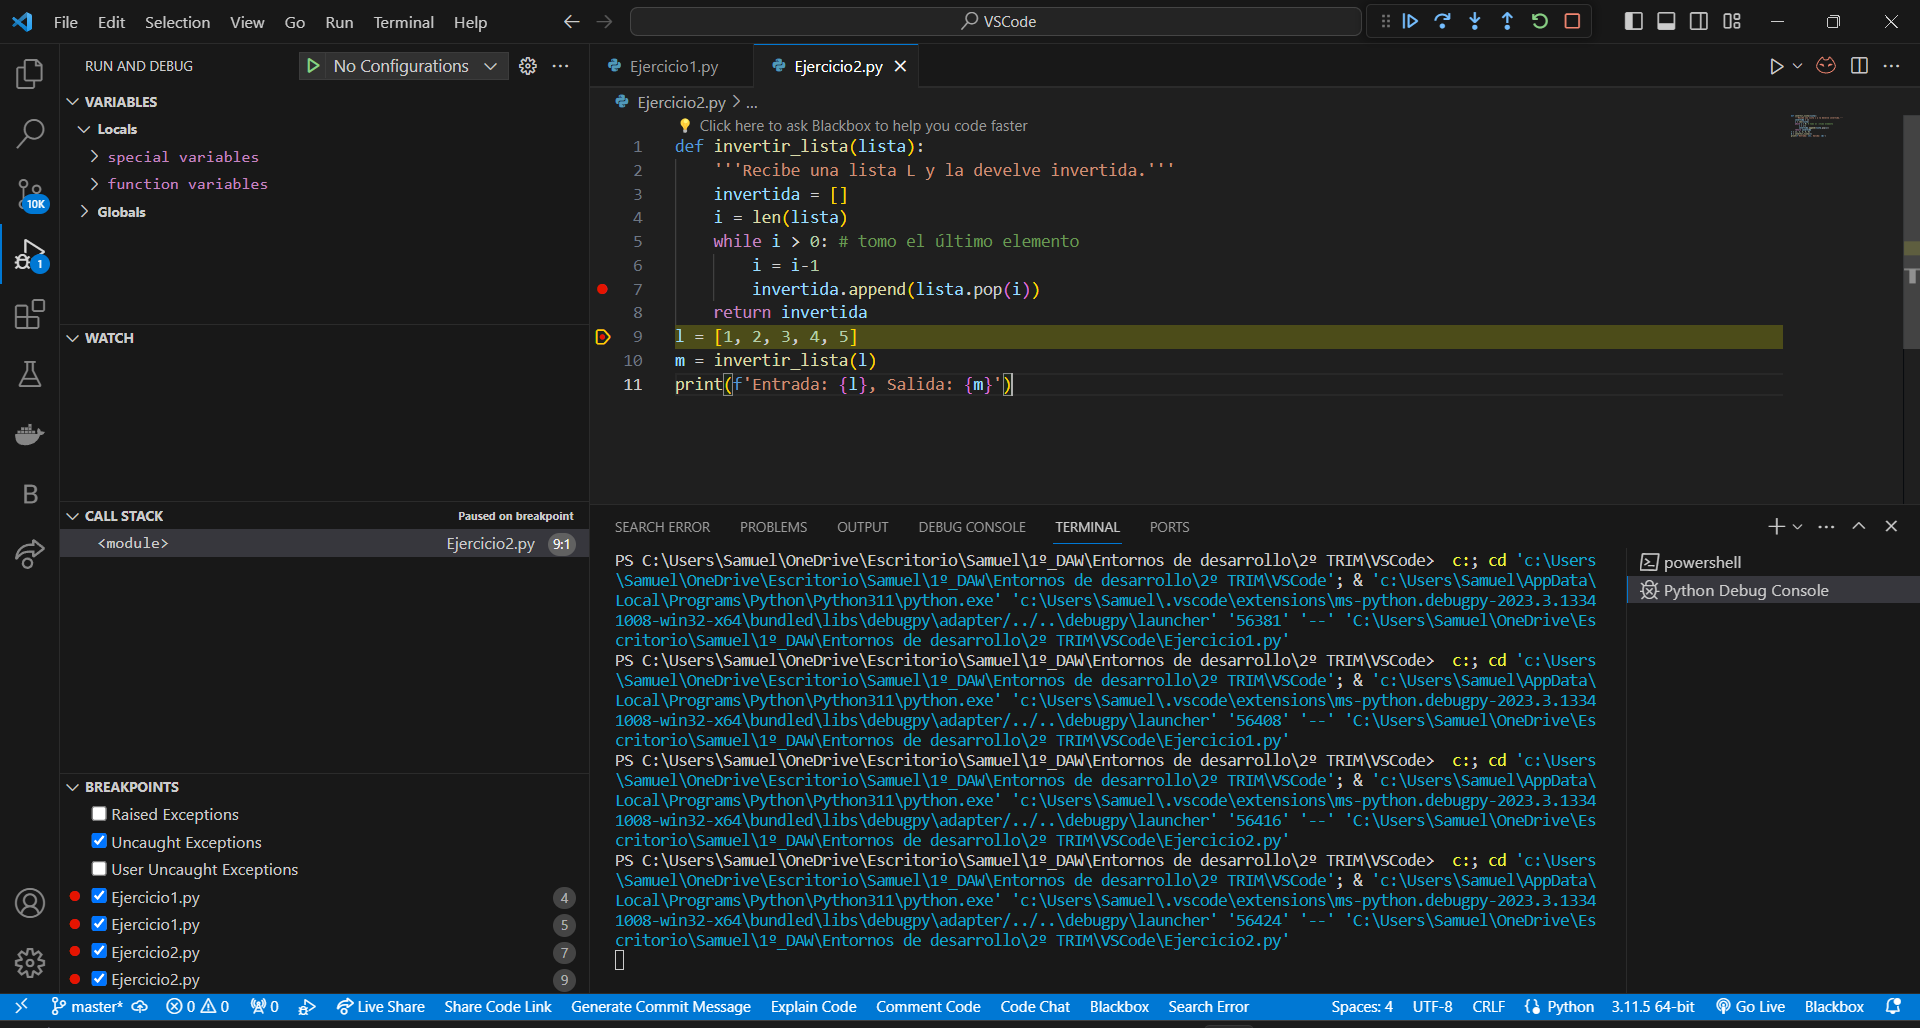 File Edit Selection View Go Run Terminal Help VSCode
RUN AND DEBUG No Configurations
VARIABLES
Locals
special variables
function variables
Globals
WATCH
CALL STACK Paused on breakpoint
<module> Ejercicio2.py 9:1
BREAKPOINTS
Raised Exceptions
Uncaught Exceptions
User Uncaught Exceptions
Ejercicio1.py 4
Ejercicio1.py 5
Ejercicio2.py 7
Ejercicio2.py 9
10K
1
B
Ejercicio1.py Ejercicio2.py
Ejercicio2.py > ...
Click here to ask Blackbox to help you code faster
1 def invertir_lista(lista):
2 '''Recibe una lista L y la develve invertida.'''
3 invertida = []
4 i = len(lista)
5 while i > 0: # tomo el último elemento
6 i = i-1
7 invertida.append(lista.pop(i))
8 return invertida
9 l = [1, 2, 3, 4, 5]
10 m = invertir_lista(l)
11 print(f'Entrada: {l}, Salida: {m}')
SEARCH ERROR PROBLEMS OUTPUT DEBUG CONSOLE TERMINAL PORTS
PS C:\Users\Samuel\OneDrive\Escritorio\Samuel\1º_DAW\Entornos de desarrollo\2º TRIM\VSCode> c:; cd 'c:\Users
\Samuel\OneDrive\Escritorio\Samuel\1º_DAW\Entornos de desarrollo\2º TRIM\VSCode'; & 'c:\Users\Samuel\AppData\
Local\Programs\Python\Python311\python.exe' 'c:\Users\Samuel\.vscode\extensions\ms-python.debugpy-2023.3.1334
1008-win32-x64\bundled\libs\debugpy\adapter/../..\debugpy\launcher' '56381' '--' 'C:\Users\Samuel\OneDrive\Es
critorio\Samuel\1º_DAW\Entornos de desarrollo\2º TRIM\VSCode\Ejercicio1.py'
PS C:\Users\Samuel\OneDrive\Escritorio\Samuel\1º_DAW\Entornos de desarrollo\2º TRIM\VSCode> c:; cd 'c:\Users
\Samuel\OneDrive\Escritorio\Samuel\1º_DAW\Entornos de desarrollo\2º TRIM\VSCode'; & 'c:\Users\Samuel\AppData\
Local\Programs\Python\Python311\python.exe' 'c:\Users\Samuel\.vscode\extensions\ms-python.debugpy-2023.3.1334
1008-win32-x64\bundled\libs\debugpy\adapter/../..\debugpy\launcher' '56408' '--' 'C:\Users\Samuel\OneDrive\Es
critorio\Samuel\1º_DAW\Entornos de desarrollo\2º TRIM\VSCode\Ejercicio1.py'
PS C:\Users\Samuel\OneDrive\Escritorio\Samuel\1º_DAW\Entornos de desarrollo\2º TRIM\VSCode> c:; cd 'c:\Users
\Samuel\OneDrive\Escritorio\Samuel\1º_DAW\Entornos de desarrollo\2º TRIM\VSCode'; & 'c:\Users\Samuel\AppData\
Local\Programs\Python\Python311\python.exe' 'c:\Users\Samuel\.vscode\extensions\ms-python.debugpy-2023.3.1334
1008-win32-x64\bundled\libs\debugpy\adapter/../..\debugpy\launcher' '56416' '--' 'C:\Users\Samuel\OneDrive\Es
critorio\Samuel\1º_DAW\Entornos de desarrollo\2º TRIM\VSCode\Ejercicio2.py'
PS C:\Users\Samuel\OneDrive\Escritorio\Samuel\1º_DAW\Entornos de desarrollo\2º TRIM\VSCode> c:; cd 'c:\Users
\Samuel\OneDrive\Escritorio\Samuel\1º_DAW\Entornos de desarrollo\2º TRIM\VSCode'; & 'c:\Users\Samuel\AppData\
Local\Programs\Python\Python311\python.exe' 'c:\Users\Samuel\.vscode\extensions\ms-python.debugpy-2023.3.1334
1008-win32-x64\bundled\libs\debugpy\adapter/../..\debugpy\launcher' '56424' '--' 'C:\Users\Samuel\OneDrive\Es
critorio\Samuel\1º_DAW\Entornos de desarrollo\2º TRIM\VSCode\Ejercicio2.py'
powershell
Python Debug Console
master* 0 0 0 Live Share Share Code Link Generate Commit Message Explain Code Comment Code Code Chat Blackbox Search Error Spaces: 4 UTF-8 CRLF Python 3.11.5 64-bit Go Live Blackbox